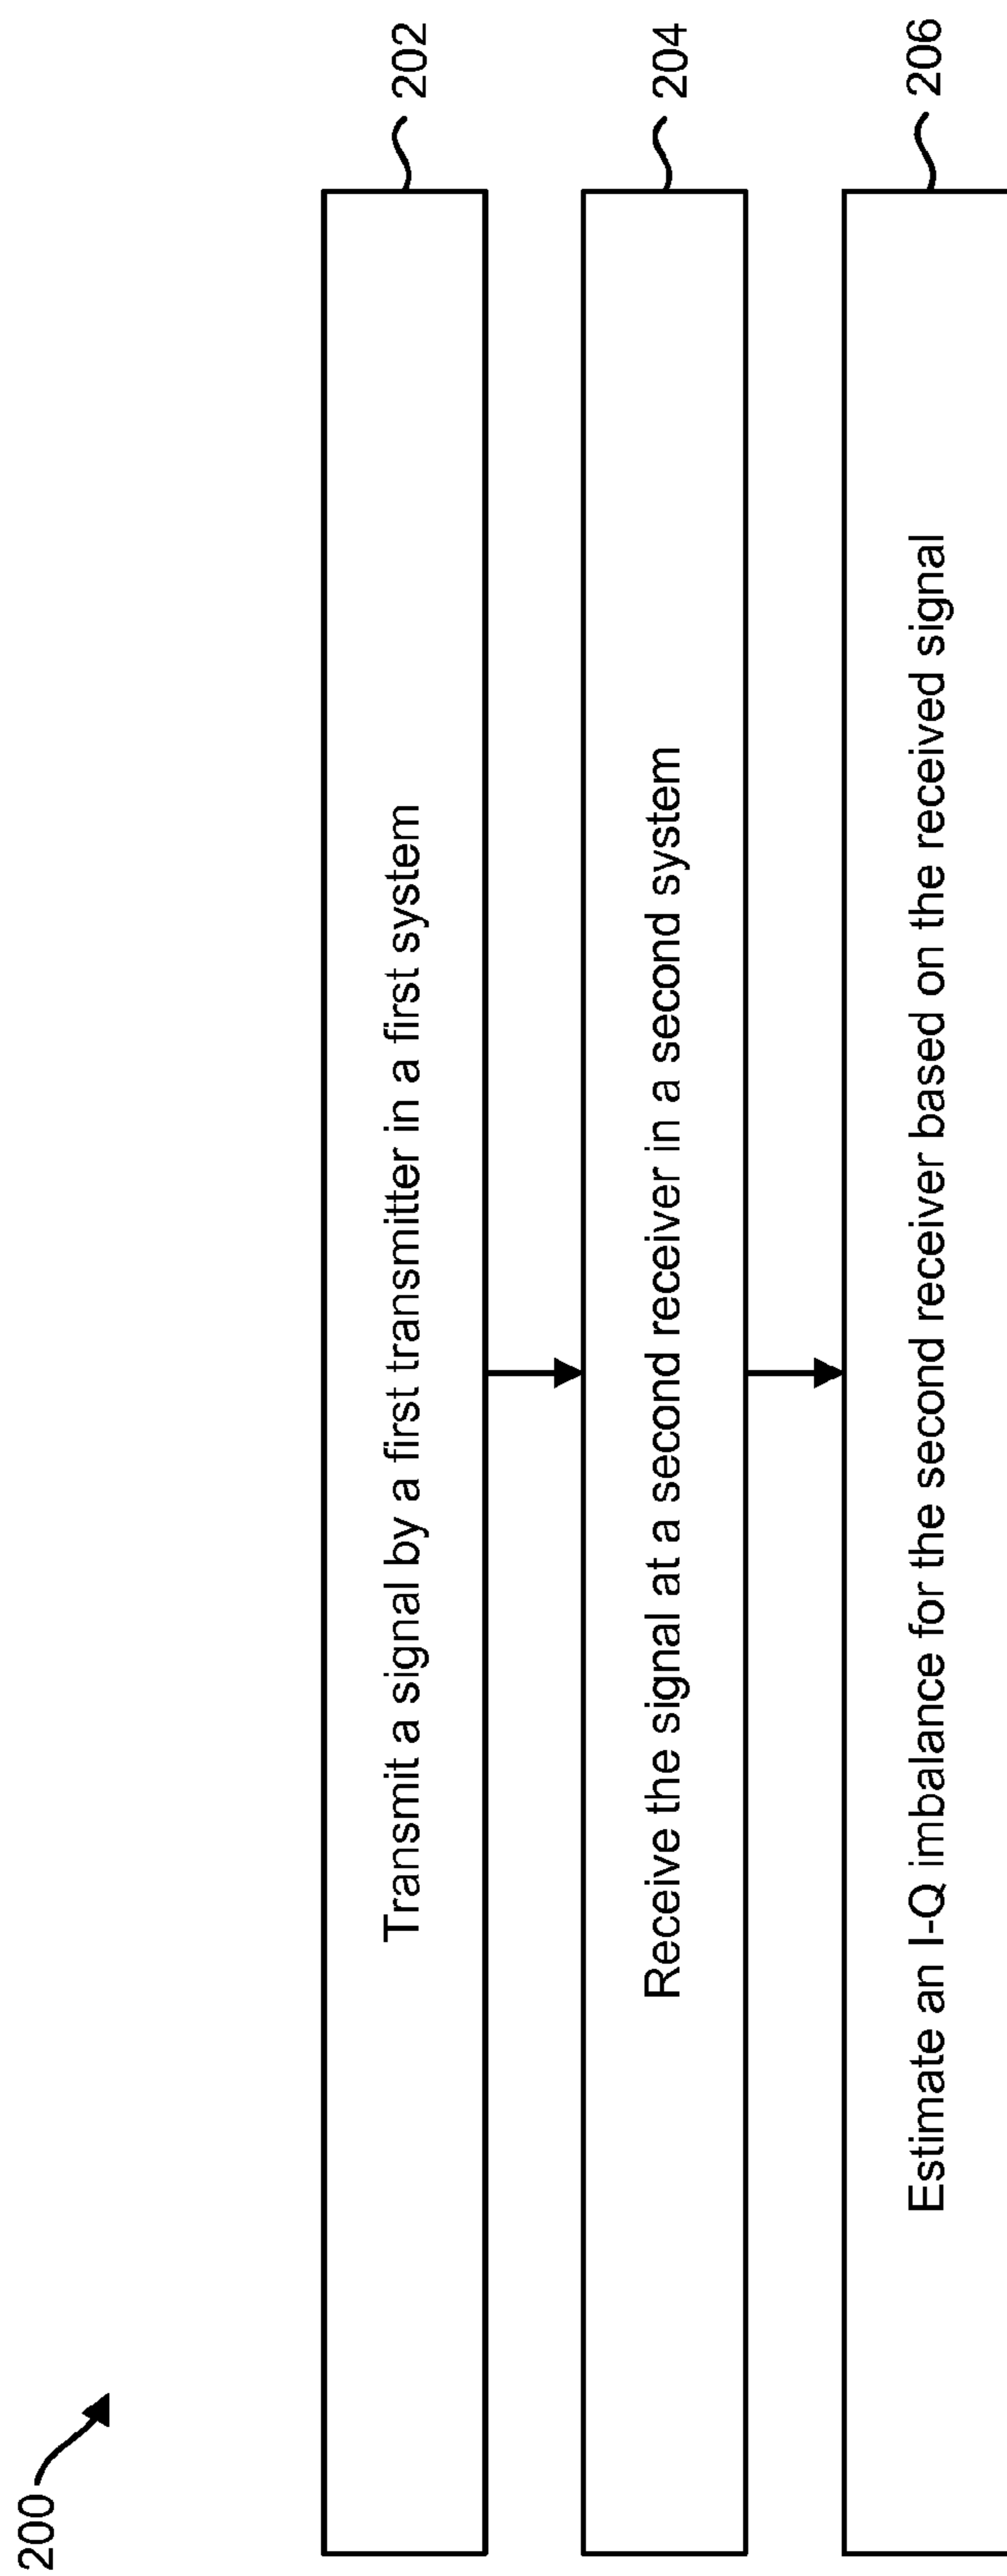 200
Transmit a signal by a first transmitter in a first system
202
Receive the signal at a second receiver in a second system
204
Estimate an I-Q imbalance for the second receiver based on the received signal
206